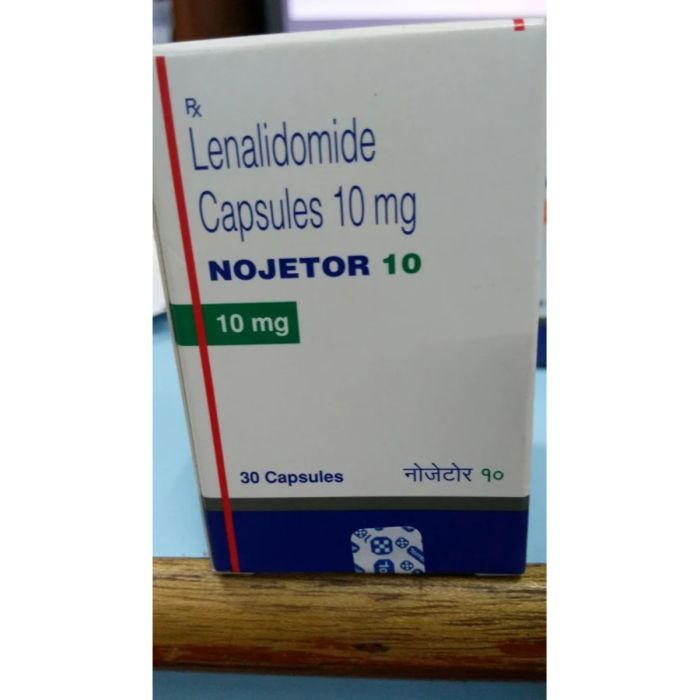 Rx
Lenalidomide
Capsules 10 mg
NOJETOR 10
10 mg
30 Capsules
नोजेटोर १०